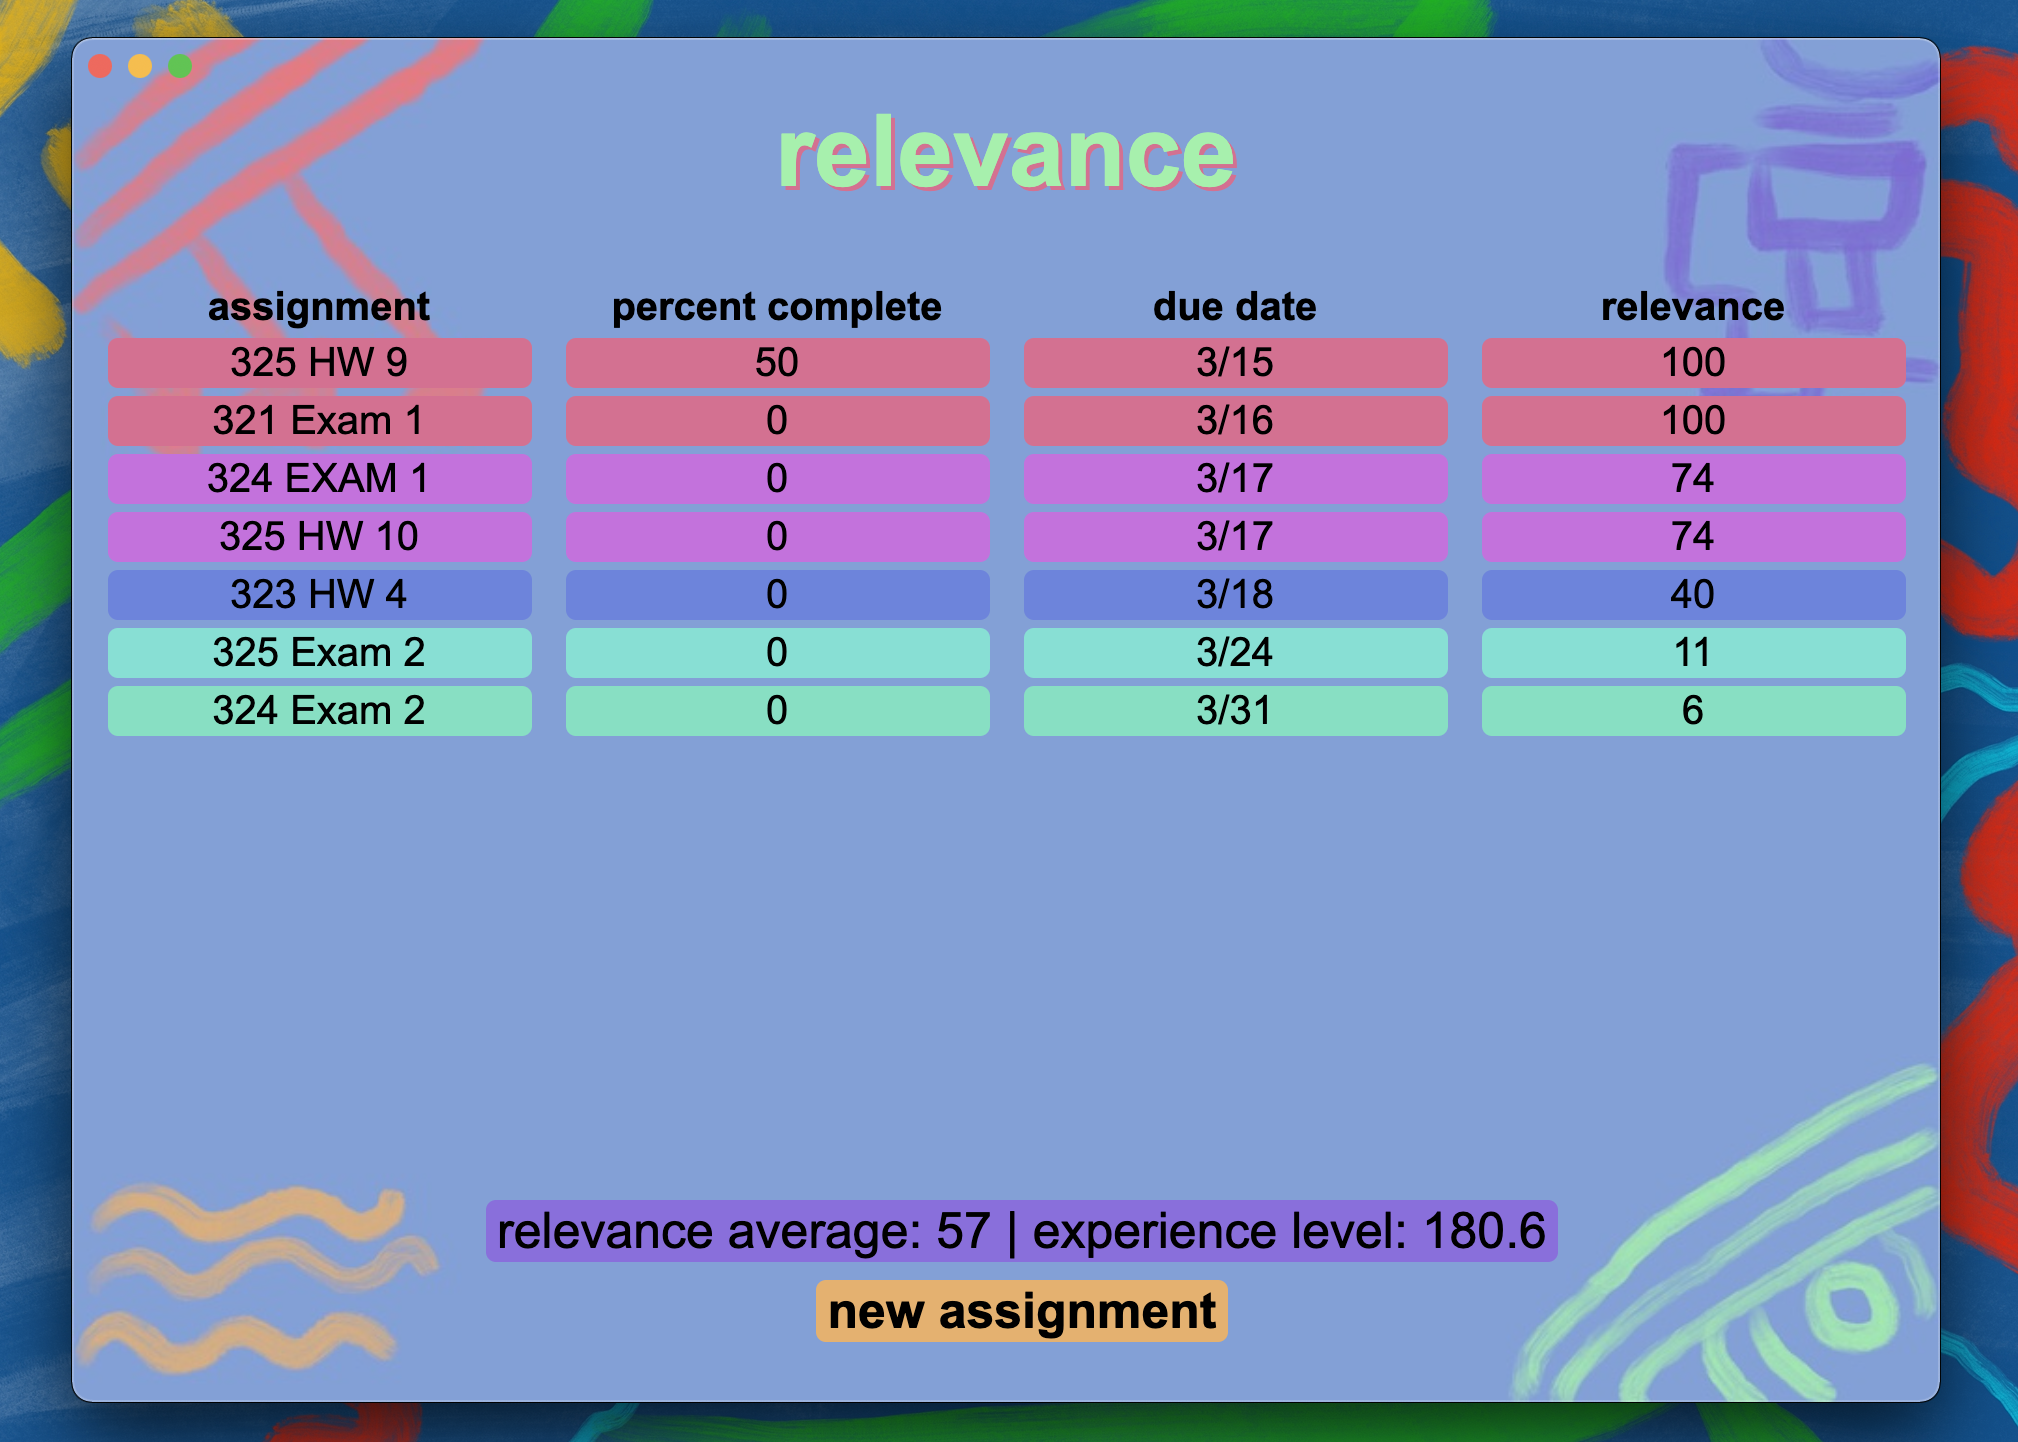 relevance
assignment percent complete due date relevance
325 HW 9 50 3/15 100
321 Exam 1 0 3/16 100
324 EXAM 1 0 3/17 74
325 HW 10 0 3/17 74
323 HW 4 0 3/18 40
325 Exam 2 0 3/24 11
324 Exam 2 0 3/31 6
relevance average: 57 | experience level: 180.6
new assignment